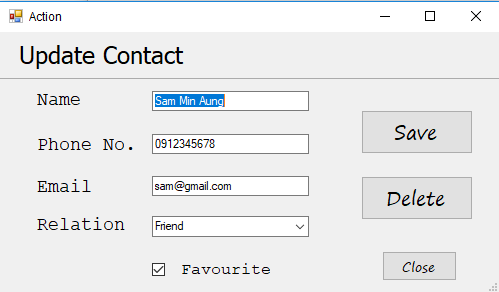 Action
Update Contact
Name Sam Min Aung
Phone No. 0912345678
Email sam@gmail.com
Relation Friend
Favourite
Save
Delete
Close